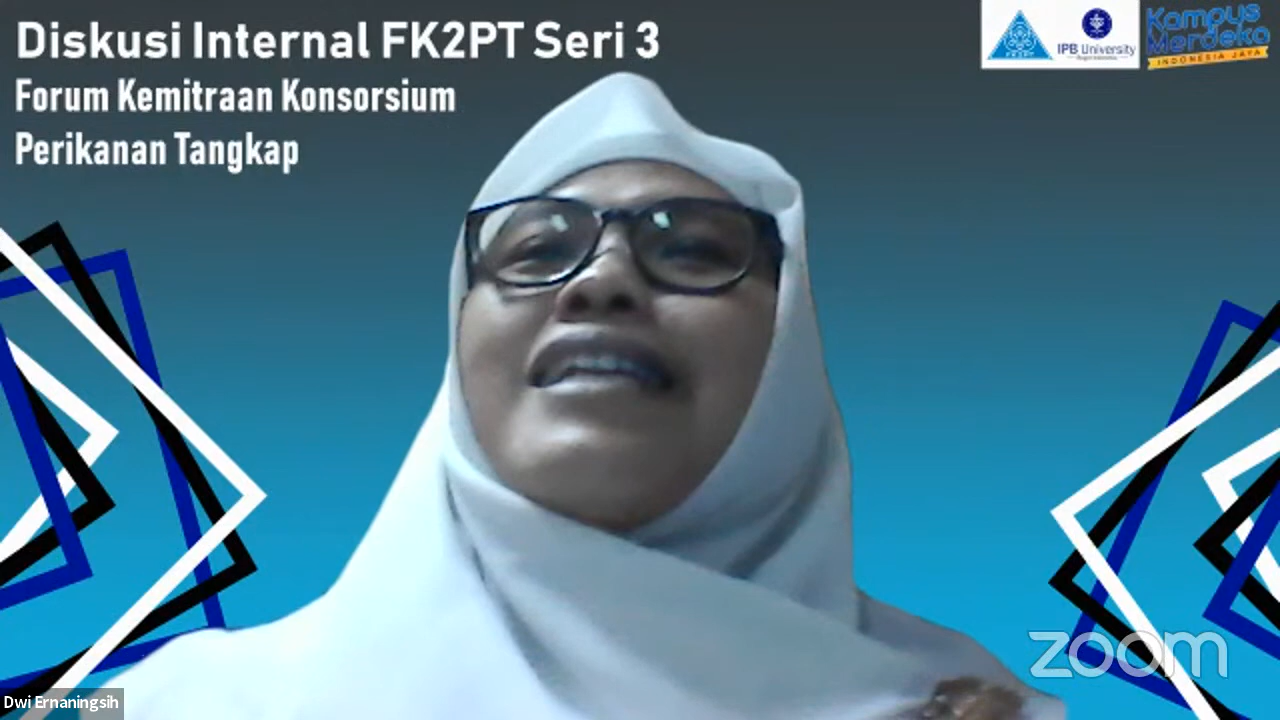 Diskusi Internal FK2PT Seri 3
Forum Kemitraan Konsorsium
Perikanan Tangkap
IPB University
Kampus
Merdeka
INDONESIA JAYA
zoom
Dwi Ernaningsih